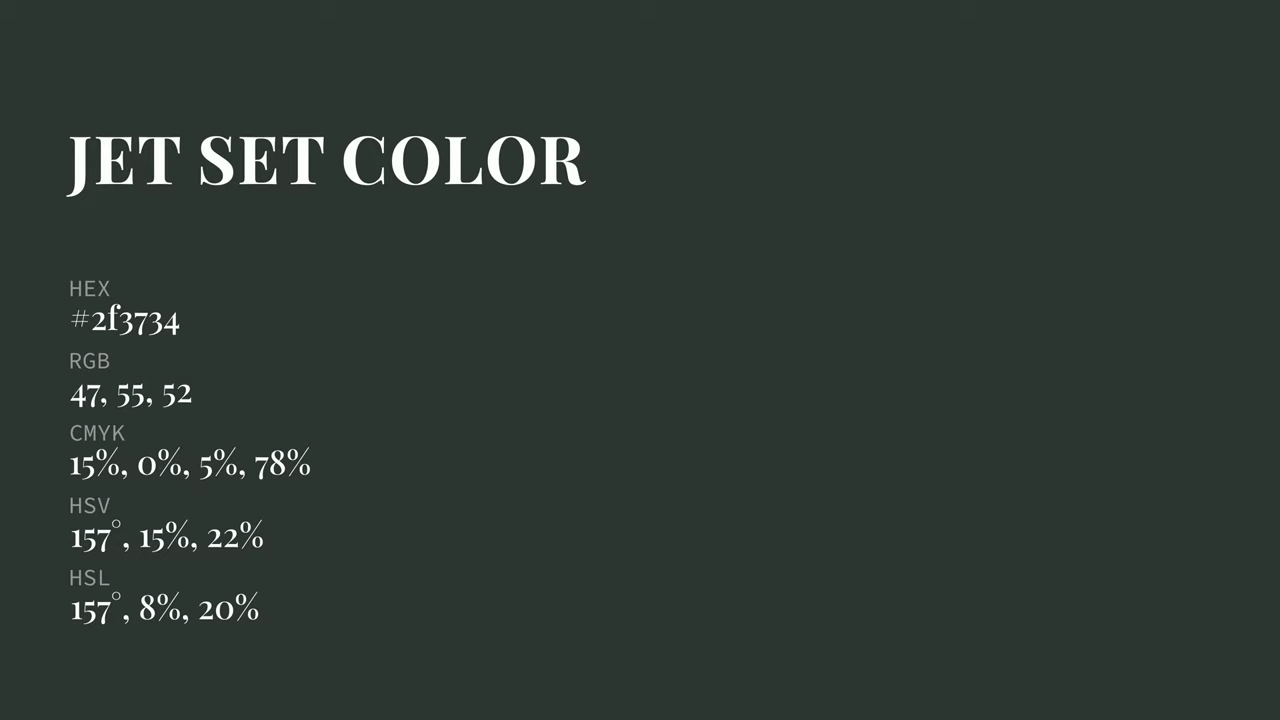 JET SET COLOR
HEX
#2f3734
RGB
47, 55, 52
CMYK
15%, 0%, 5%, 78%
HSV
157°, 15%, 22%
HSL
157°, 8%, 20%